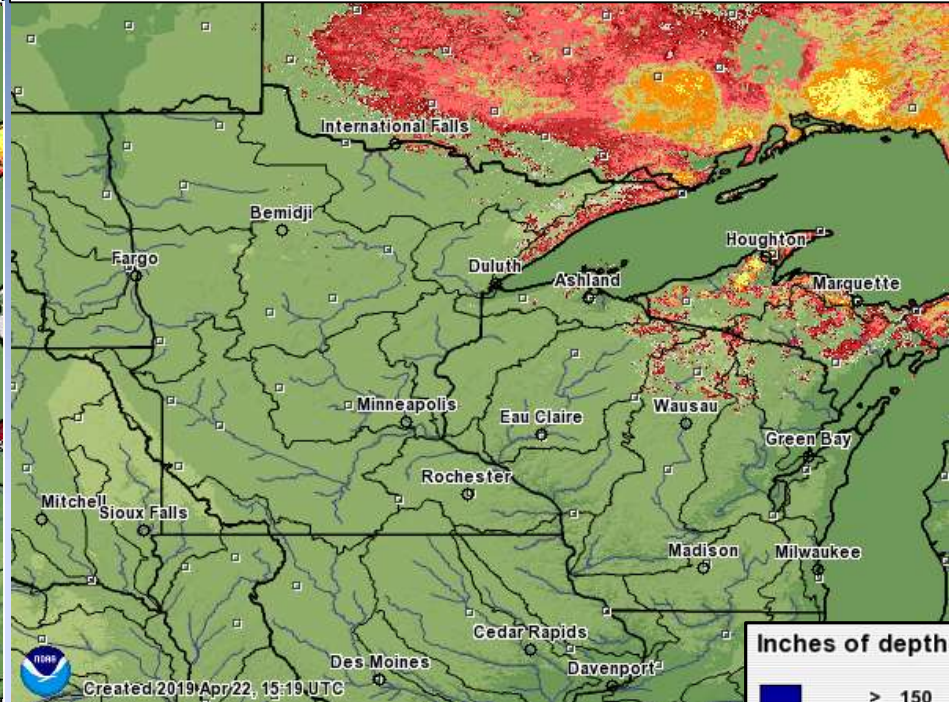 International Falls
Bemidji
Houghton
Fargo
Duluth
Ashland
Marquette
Minneapolis
Eau Claire
Wausau
Green Bay
Rochester
Mitchell
Sioux Falls
Madison
Milwaukee
Cedar Rapids
Inches of depth
Des Moines
Davenport
NOAA
Created 2019 Apr 22, 15:19 UTC
> 150